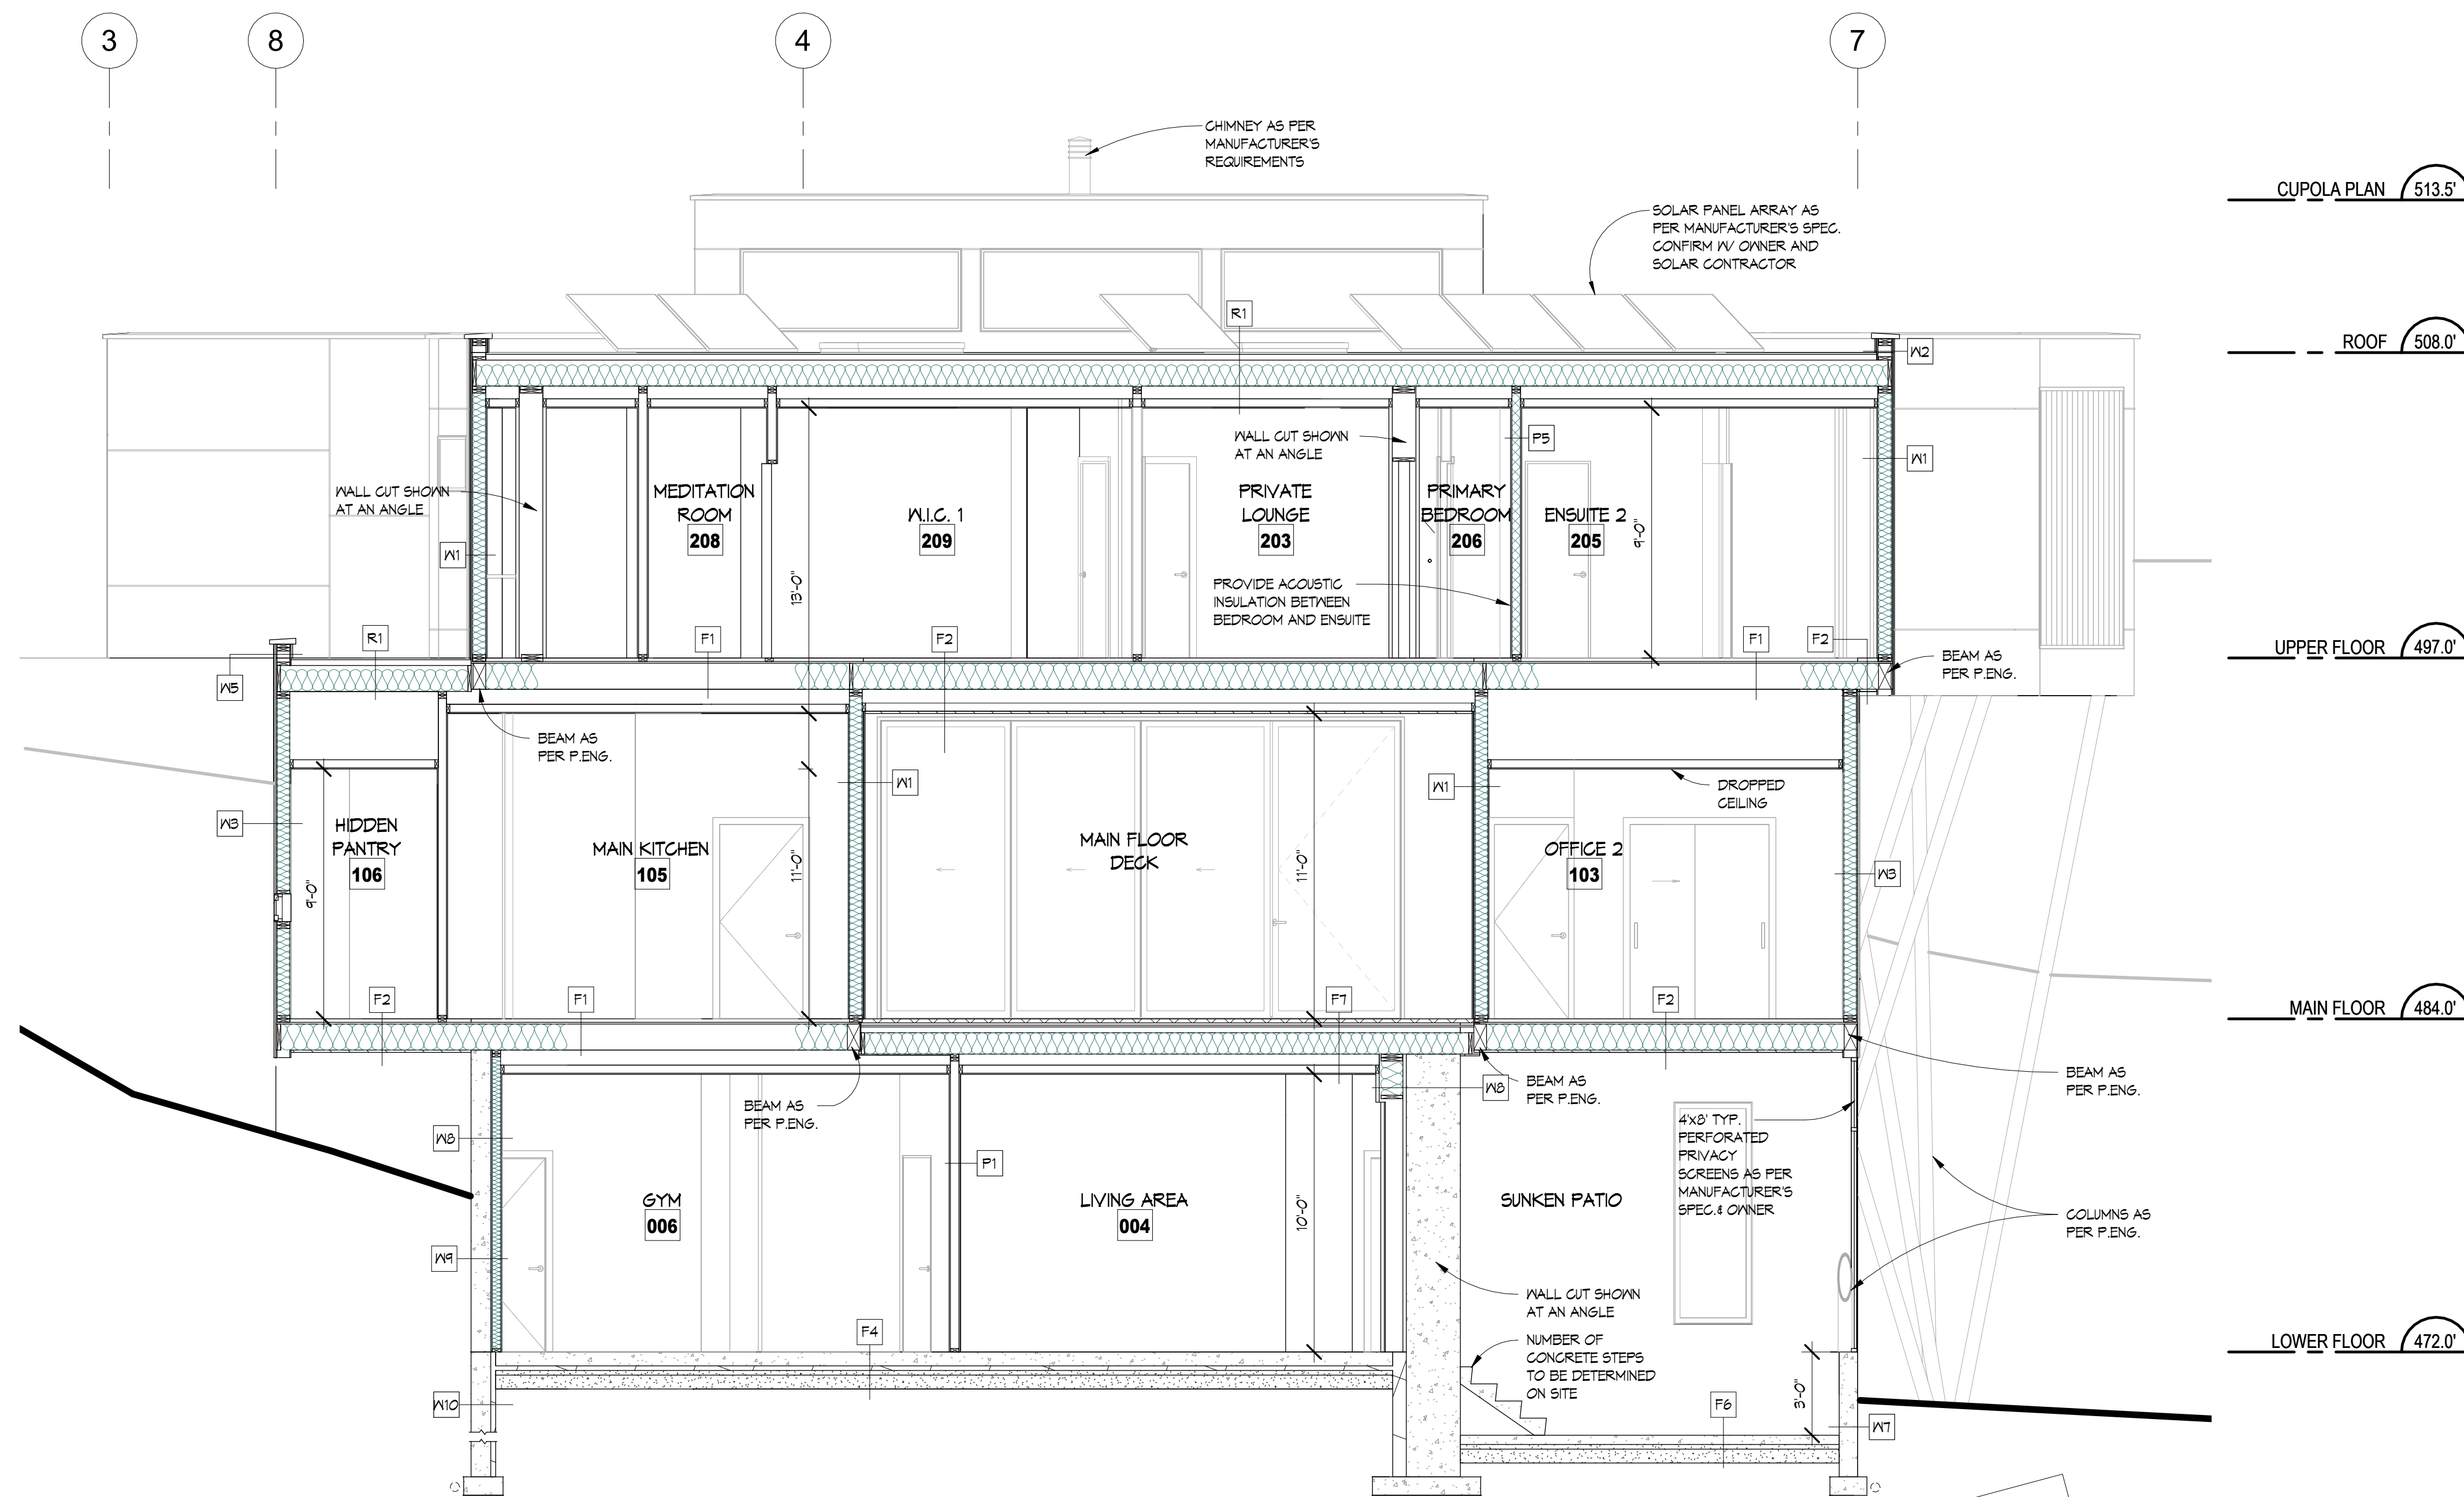 3
8
4
7
CHIMNEY AS PER
MANUFACTURER'S
REQUIREMENTS
CUPOLA PLAN 513.5'
SOLAR PANEL ARRAY AS
PER MANUFACTURER'S SPEC.
CONFIRM W/ OWNER AND
SOLAR CONTRACTOR
R1
ROOF 508.0'
W2
WALL CUT SHOWN
AT AN ANGLE
P5
W1
WALL CUT SHOWN
AT AN ANGLE
MEDITATION
ROOM
208
W.I.C. 1
209
PRIVATE
LOUNGE
203
PRIMARY
BEDROOM
206
ENSUITE 2
205
9'-0"
W1
13'-0"
PROVIDE ACOUSTIC
INSULATION BETWEEN
BEDROOM AND ENSUITE
R1
F1
F2
F1
F2
UPPER FLOOR 497.0'
BEAM AS
PER P.ENG.
W5
BEAM AS
PER P.ENG.
W1
W1
DROPPED
CEILING
W3
HIDDEN
PANTRY
106
MAIN KITCHEN
105
MAIN FLOOR
DECK
OFFICE 2
103
W3
9'-0"
11'-0"
11'-0"
F2
F1
F7
F2
MAIN FLOOR 484.0'
BEAM AS
PER P.ENG.
BEAM AS
PER P.ENG.
W8
BEAM AS
PER P.ENG.
W8
P1
4'x8' TYP.
PERFORATED
PRIVACY
SCREENS AS PER
MANUFACTURER'S
SPEC.& OWNER
GYM
006
LIVING AREA
004
10'-0"
SUNKEN PATIO
COLUMNS AS
PER P.ENG.
W9
WALL CUT SHOWN
AT AN ANGLE
F4
NUMBER OF
CONCRETE STEPS
TO BE DETERMINED
ON SITE
LOWER FLOOR 472.0'
W10
F6
3'-0"
W7